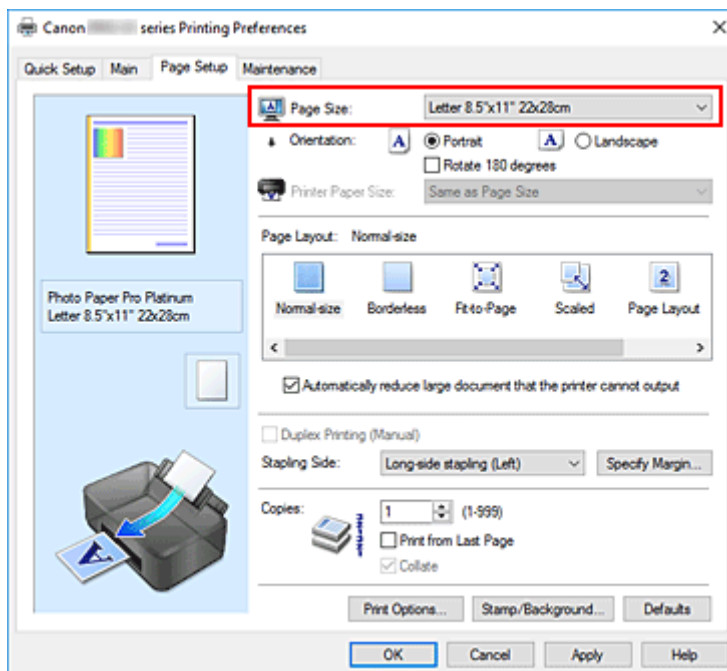 Canon series Printing Preferences
Quick Setup Main Page Setup Maintenance
Page Size: Letter 8.5"x11" 22x28cm
Orientation: A Portrait A Landscape
Rotate 180 degrees
Printer Paper Size: Same as Page Size
Page Layout: Normal-size
2
Normal-size Borderless Fit-to-Page Scaled Page Layout
Photo Paper Pro Platinum
Letter 8.5"x11" 22x28cm
Automatically reduce large document that the printer cannot output
Duplex Printing (Manual)
Stapling Side: Long-side stapling (Left) Specify Margin...
Copies: 1 (1-999)
Print from Last Page
Collate
A
Print Options... Stamp/Background... Defaults
OK Cancel Apply Help